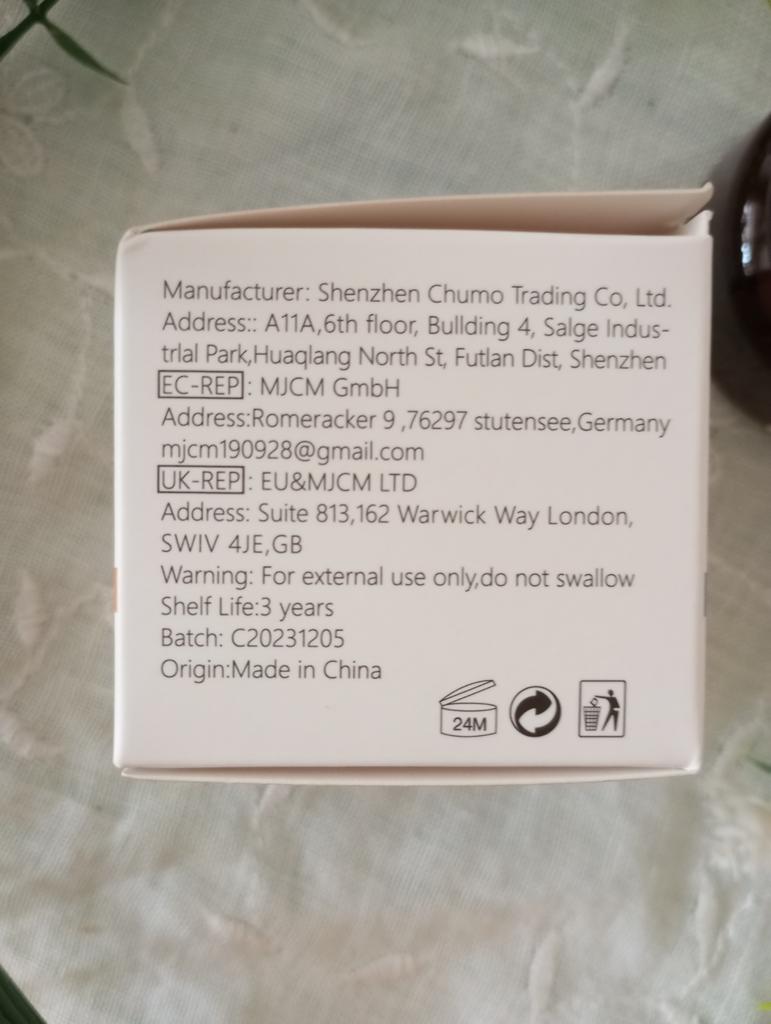 Manufacturer: Shenzhen Chumo Trading Co, Ltd.
Address:: A11A,6th floor, Bullding 4, Salge Indus-
trlal Park,Huaqlang North St, Futlan Dist, Shenzhen
EC-REP: MJCM GmbH
Address:Romeracker 9 ,76297 stutensee,Germany
mjcm190928@gmail.com
UK-REP: EU&MJCM LTD
Address: Suite 813,162 Warwick Way London,
SWIV 4JE,GB
Warning: For external use only,do not swallow
Shelf Life:3 years
Batch: C20231205
Origin:Made in China
24M